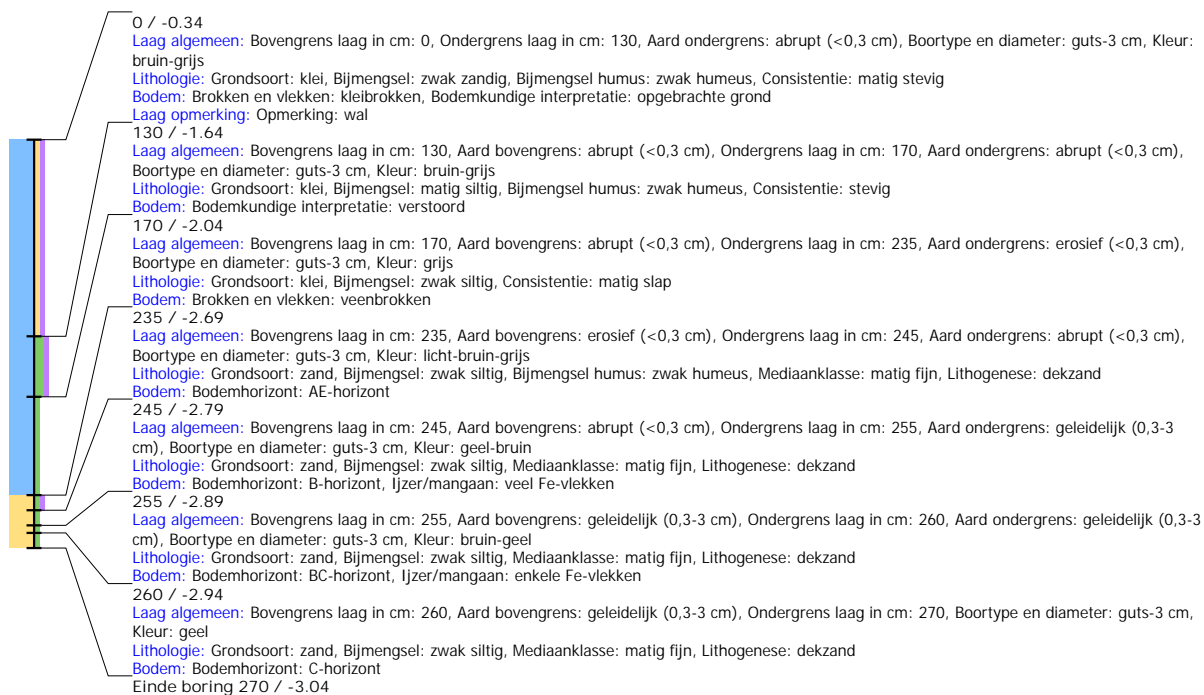 0 / -0.34
Laag algemeen: Bovengrens laag in cm: 0, Ondergrens laag in cm: 130, Aard ondergrens: abrupt (<0,3 cm), Boortype en diameter: guts-3 cm, Kleur:
bruin-grijs
Lithologie: Grondsoort: klei, Bijmengsel: zwak zandig, Bijmengsel humus: zwak humeus, Consistentie: matig stevig
Bodem: Brokken en vlekken: kleibrokken, Bodemkundige interpretatie: opgebrachte grond
Laag opmerking: Opmerking: wal
130 / -1.64
Laag algemeen: Bovengrens laag in cm: 130, Aard bovengrens: abrupt (<0,3 cm), Ondergrens laag in cm: 170, Aard ondergrens: abrupt (<0,3 cm),
Boortype en diameter: guts-3 cm, Kleur: bruin-grijs
Lithologie: Grondsoort: klei, Bijmengsel: matig siltig, Bijmengsel humus: zwak humeus, Consistentie: stevig
Bodem: Bodemkundige interpretatie: verstoord
170 / -2.04
Laag algemeen: Bovengrens laag in cm: 170, Aard bovengrens: abrupt (<0,3 cm), Ondergrens laag in cm: 235, Aard ondergrens: erosief (<0,3 cm),
Boortype en diameter: guts-3 cm, Kleur: grijs
Lithologie: Grondsoort: klei, Bijmengsel: zwak siltig, Consistentie: matig slap
Bodem: Brokken en vlekken: veenbrokken
235 / -2.69
Laag algemeen: Bovengrens laag in cm: 235, Aard bovengrens: erosief (<0,3 cm), Ondergrens laag in cm: 245, Aard ondergrens: abrupt (<0,3 cm),
Boortype en diameter: guts-3 cm, Kleur: licht-bruin-grijs
Lithologie: Grondsoort: zand, Bijmengsel: zwak siltig, Bijmengsel humus: zwak humeus, Mediaanklasse: matig fijn, Lithogenese: dekzand
Bodem: Bodemhorizont: AE-horizont
245 / -2.79
Laag algemeen: Bovengrens laag in cm: 245, Aard bovengrens: abrupt (<0,3 cm), Ondergrens laag in cm: 255, Aard ondergrens: geleidelijk (0,3-3
cm), Boortype en diameter: guts-3 cm, Kleur: geel-bruin
Lithologie: Grondsoort: zand, Bijmengsel: zwak siltig, Mediaanklasse: matig fijn, Lithogenese: dekzand
Bodem: Bodemhorizont: B-horizont, Ijzer/mangaan: veel Fe-vlekken
255 / -2.89
Laag algemeen: Bovengrens laag in cm: 255, Aard bovengrens: geleidelijk (0,3-3 cm), Ondergrens laag in cm: 260, Aard ondergrens: geleidelijk (0,3-3
cm), Boortype en diameter: guts-3 cm, Kleur: bruin-geel
Lithologie: Grondsoort: zand, Bijmengsel: zwak siltig, Mediaanklasse: matig fijn, Lithogenese: dekzand
Bodem: Bodemhorizont: BC-horizont, Ijzer/mangaan: enkele Fe-vlekken
260 / -2.94
Laag algemeen: Bovengrens laag in cm: 260, Aard bovengrens: geleidelijk (0,3-3 cm), Ondergrens laag in cm: 270, Boortype en diameter: guts-3 cm,
Kleur: geel
Lithologie: Grondsoort: zand, Bijmengsel: zwak siltig, Mediaanklasse: matig fijn, Lithogenese: dekzand
Bodem: Bodemhorizont: C-horizont
Einde boring 270 / -3.04